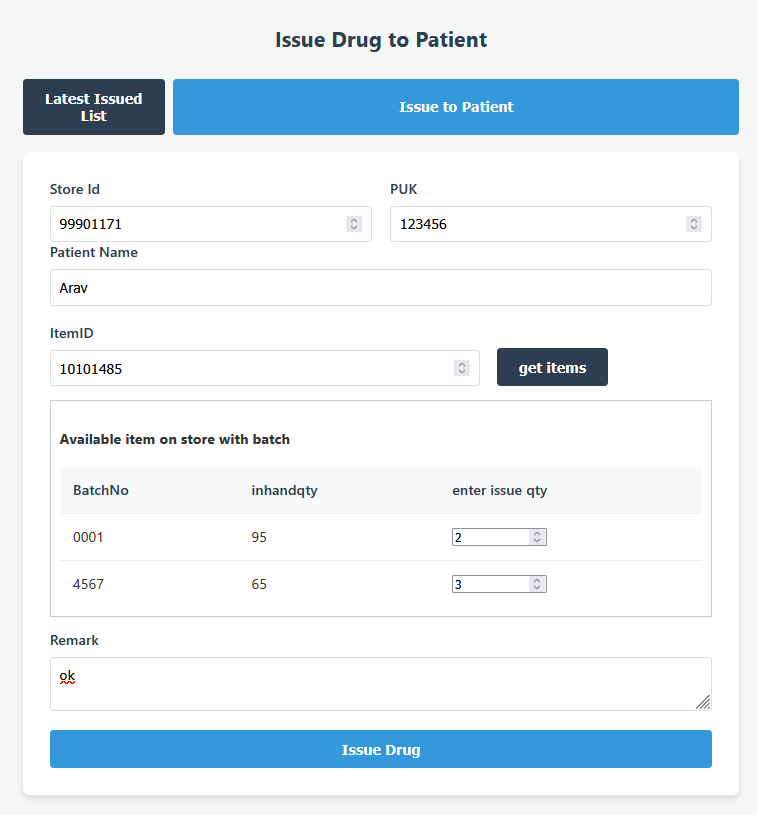 Issue Drug to Patient
Latest Issued
List
Issue to Patient
Store Id
PUK
99901171
123456
Patient Name
Arav
ItemID
10101485
get items
Available item on store with batch
BatchNo inhandqty enter issue qty
0001 95 2
4567 65 3
Remark
ok
Issue Drug